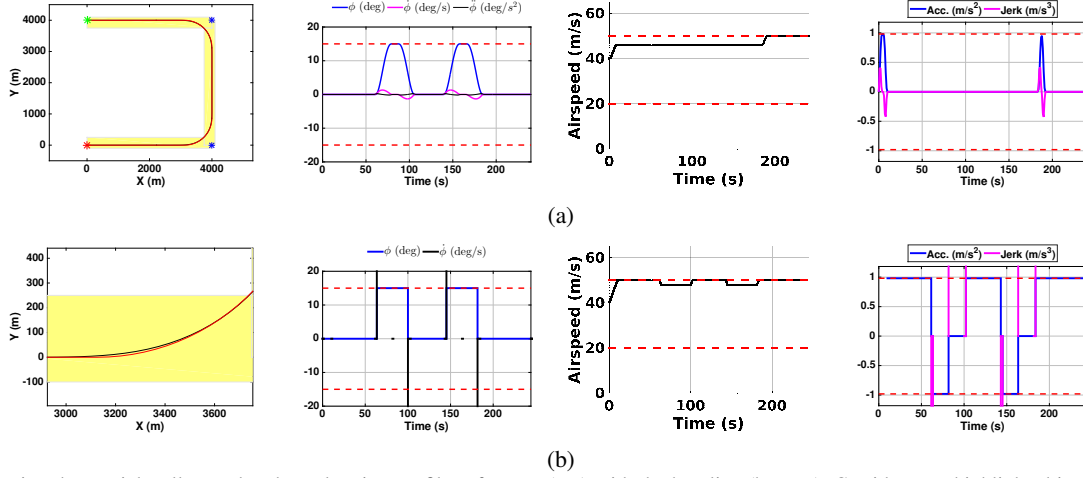 4000
3000
2000
1000
0
Y (m)
0 2000 4000
X (m)
ϕ (deg) ϕ̇ (deg/s) ϕ̈ (deg/s²)
20
10
0
-10
-20
0 50 100 150 200
Time (s)
Airspeed (m/s)
60
40
20
0
0 100 200
Time (s)
Acc. (m/s²) Jerk (m/s³)
1
0.5
0
-0.5
-1
0 50 100 150 200
Time (s)
(a)
400
300
200
100
0
-100
Y (m)
3000 3200 3400 3600
X (m)
ϕ (deg) ϕ̇ (deg/s)
20
10
0
-10
-20
0 50 100 150 200
Time (s)
Airspeed (m/s)
60
40
20
0
0 100 200
Time (s)
Acc. (m/s²) Jerk (m/s³)
1
0.5
0
-0.5
-1
0 50 100 150 200
Time (s)
(b)